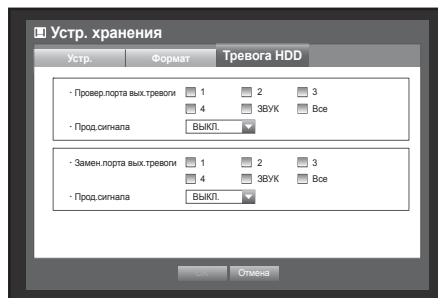 Устр. хранения
Устр. Формат Тревога HDD
· Провер.порта вых.тревоги 1 2 3
4 ЗВУК Все
· Прод.сигнала ВЫКЛ.
· Замен.порта вых.тревоги 1 2 3
4 ЗВУК Все
· Прод.сигнала ВЫКЛ.
OK Отмена